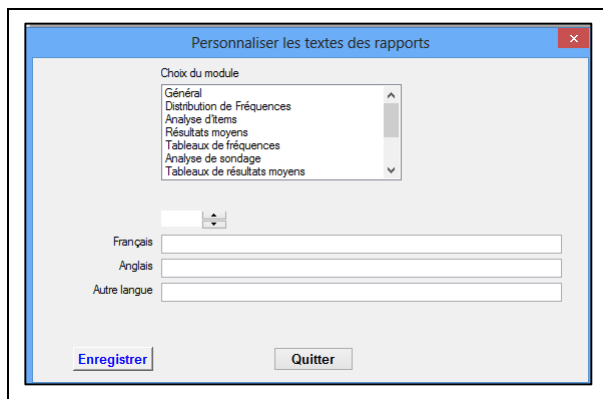 Personnaliser les textes des rapports
Choix du module
Général
Distribution de Fréquences
Analyse d'items
Résultats moyens
Tableaux de fréquences
Analyse de sondage
Tableaux de résultats moyens
Français
Anglais
Autre langue
Enregistrer
Quitter